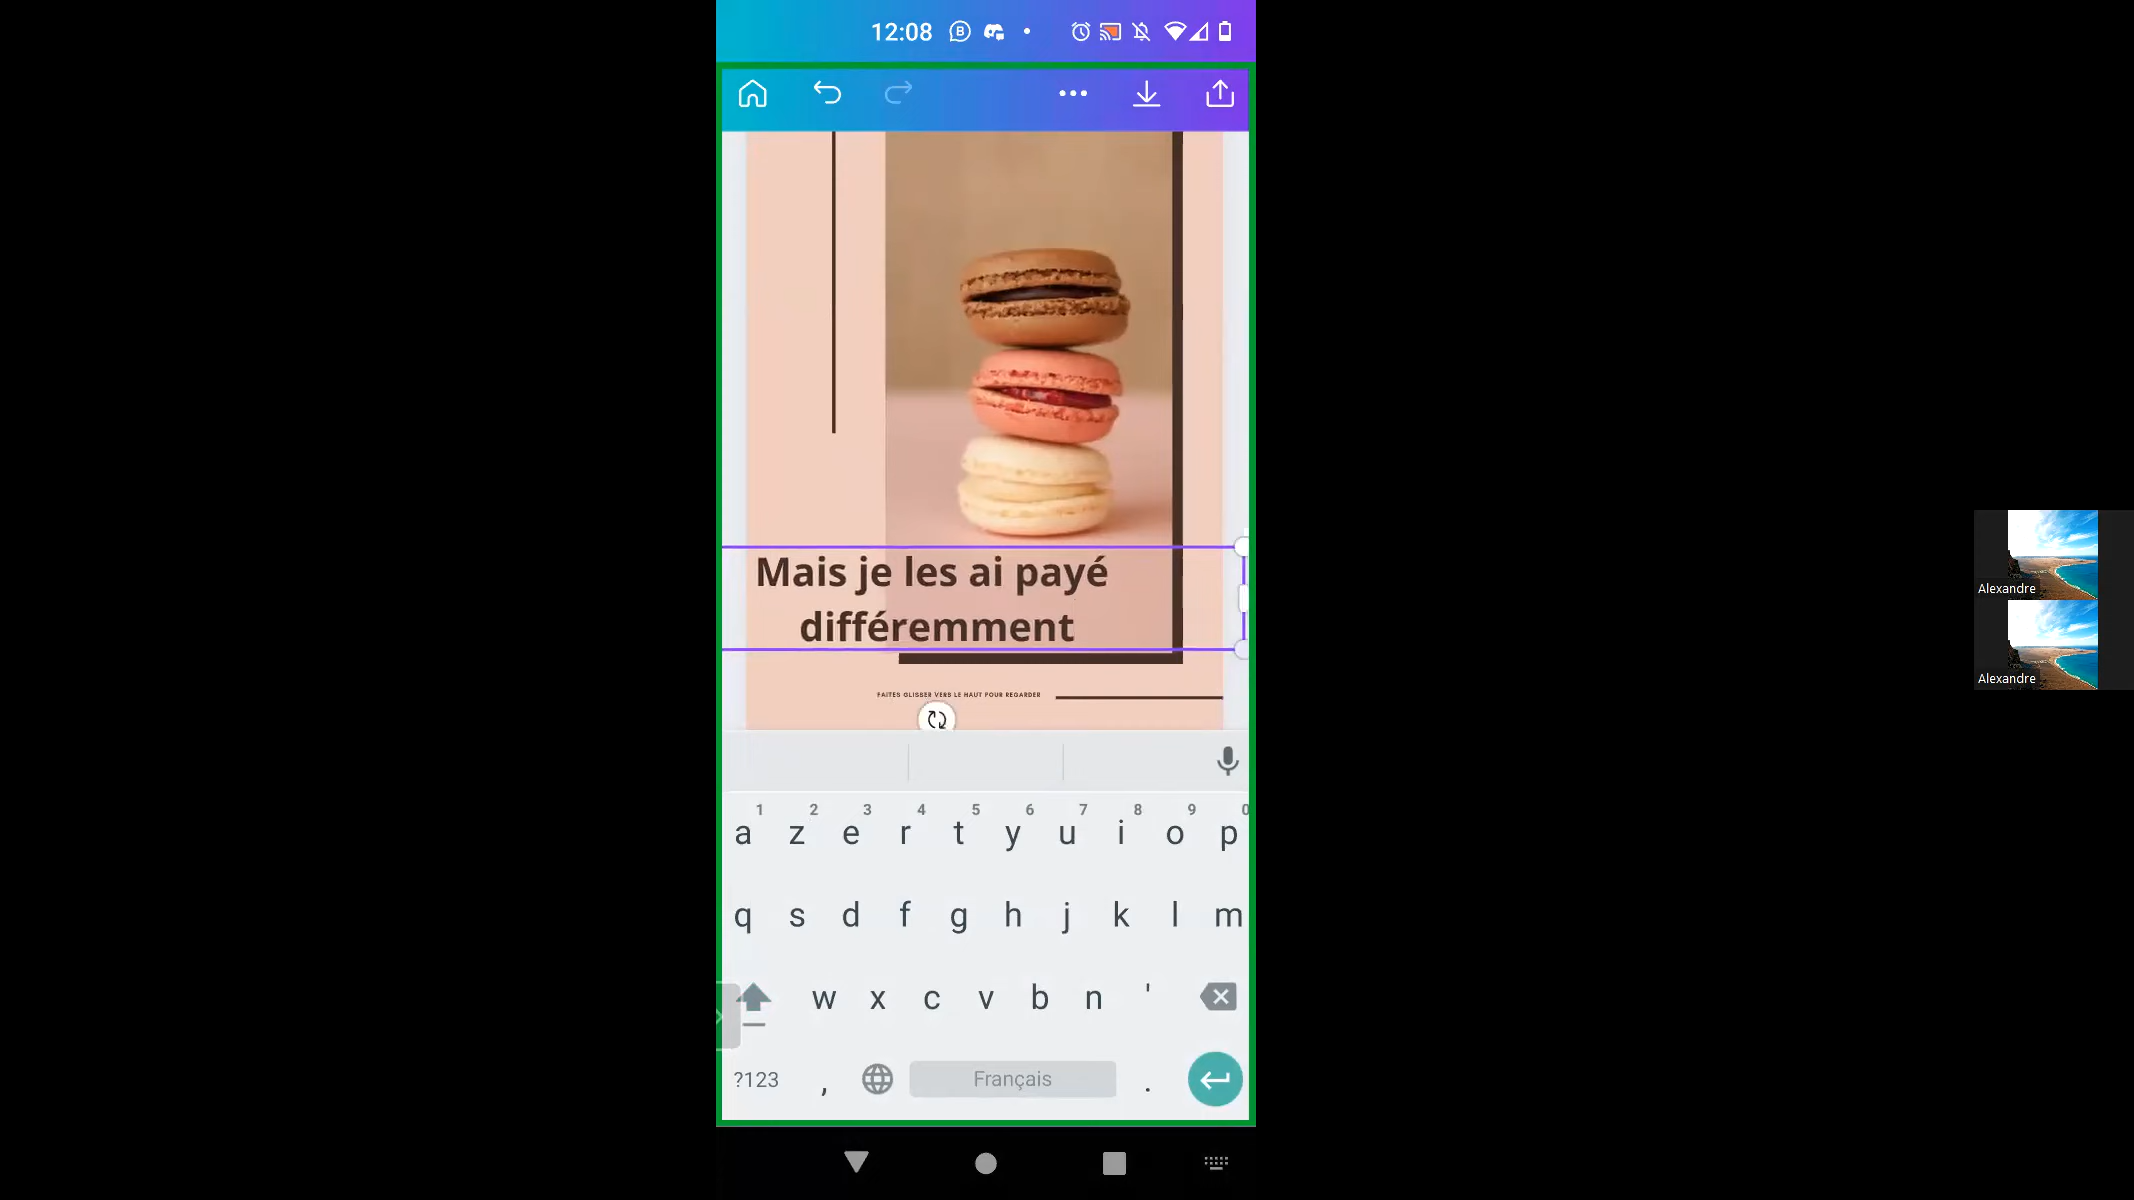 12:08
Mais je les ai payé
différemment
FAITES GLISSER VERS LE HAUT POUR REGARDER
1 2 3 4 5 6 7 8 9 0
a z e r t y u i o p
q s d f g h j k l m
w x c v b n '
?123 , Français .
Alexandre
Alexandre